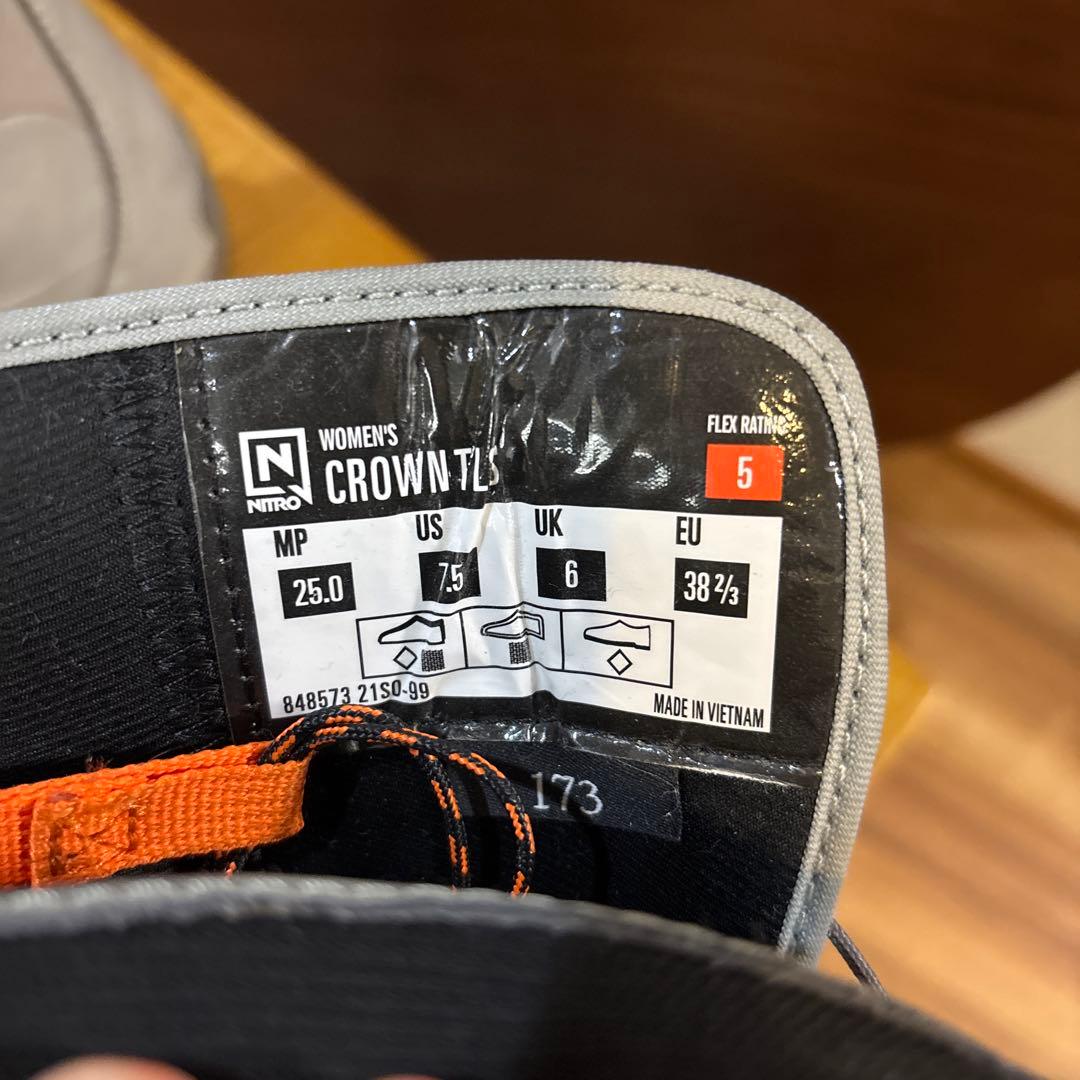 N
NITRO
WOMEN'S
CROWN TLS
FLEX RATING
5
MP US UK EU
25.0 7.5 6 38 2/3
848573 21SO-99
MADE IN VIETNAM
173